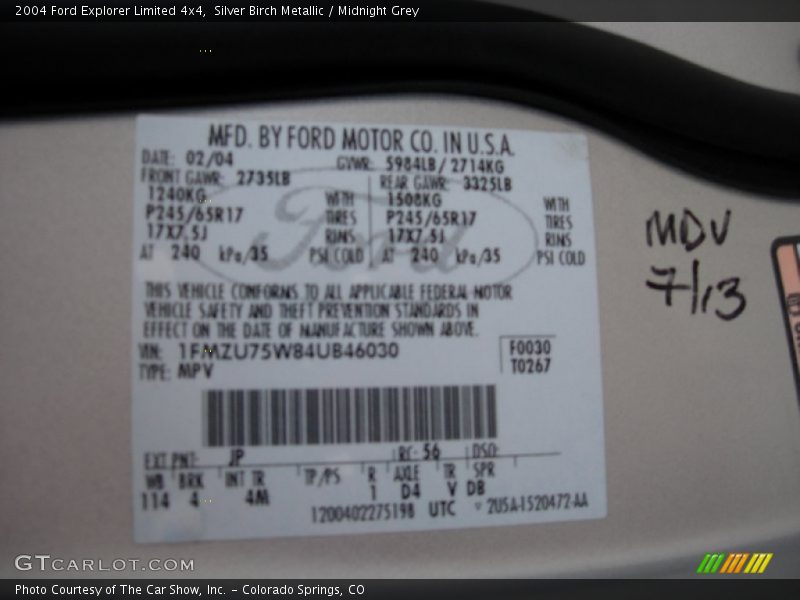 2004 Ford Explorer Limited 4x4,  Silver Birch Metallic / Midnight Grey
MFD. BY FORD MOTOR CO. IN U.S.A.
DATE: 02/04 GVWR: 5984LB / 2714KG
FRONT GAWR: 2735LB REAR GAWR: 3325LB
1240KG WITH 1508KG WITH
P245/65R17 TIRES P245/65R17 TIRES
17X7.5J RIMS 17X7.5J RIMS
AT 240 kPa/35 PSI COLD AT 240 kPa/35 PSI COLD
Ford
THIS VEHICLE CONFORMS TO ALL APPLICABLE FEDERAL MOTOR
VEHICLE SAFETY AND THEFT PREVENTION STANDARDS IN
EFFECT ON THE DATE OF MANUFACTURE SHOWN ABOVE.
VIN: 1FMZU75W84UB46030 F0030
TYPE: MPV T0267
EXT PNT: JP RC: 56 DSO:
WB BRK INT TR TP/PS R AXLE TR SPR
114 4 4M 1 D4 V DB
1200402275198 UTC 2U5A-1520472-AA
MDV
7/13
GTCARLOT.COM
Photo Courtesy of The Car Show, Inc. – Colorado Springs, CO